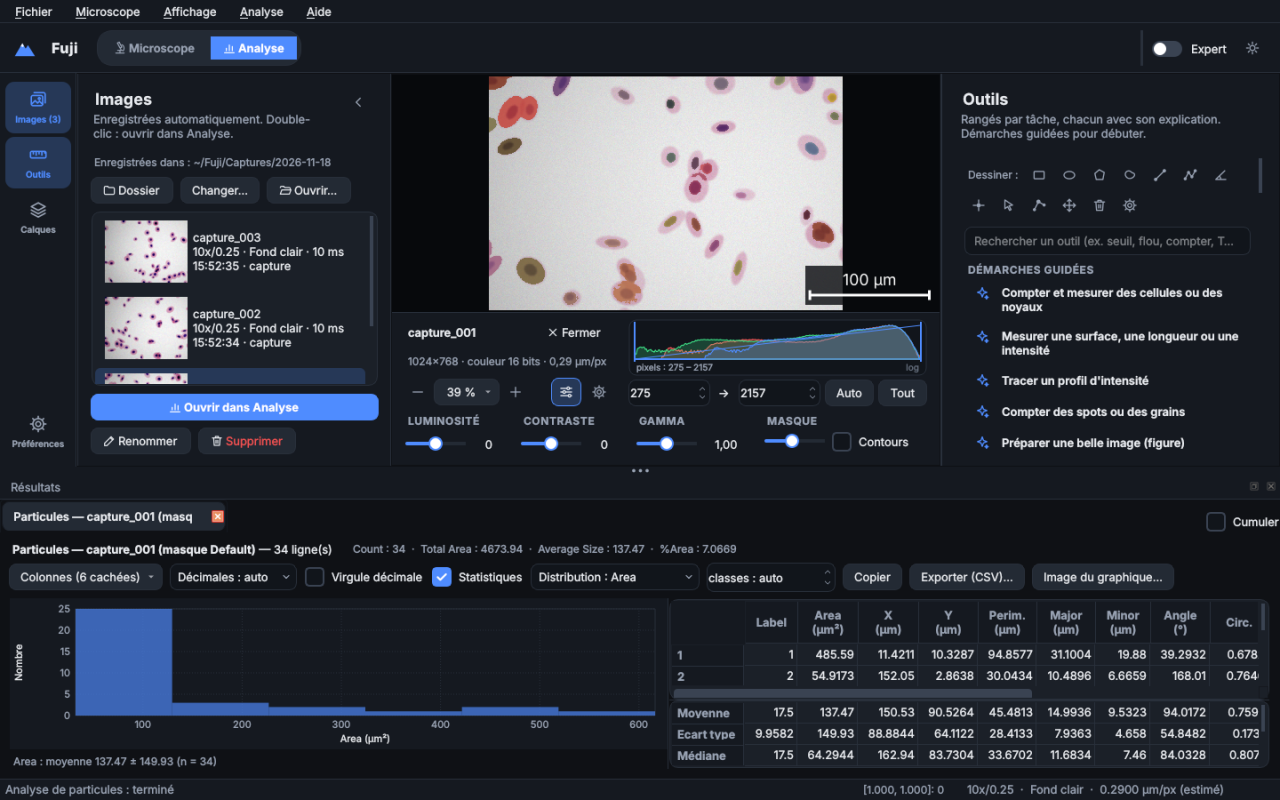 Fichier Microscope Affichage Analyse Aide
Fuji Microscope Analyse Expert
Images (3)
Outils
Calques
Préférences
Images
Enregistrées automatiquement. Double-
clic : ouvrir dans Analyse.
Enregistrées dans : ~/Fuji/Captures/2026-11-18
Dossier Changer... Ouvrir...
capture_003
10x/0.25 · Fond clair · 10 ms
15:52:35 · capture
capture_002
10x/0.25 · Fond clair · 10 ms
15:52:34 · capture
Ouvrir dans Analyse
Renommer Supprimer
100 µm
capture_001 Fermer
1024×768 · couleur 16 bits · 0,29 µm/px
pixels : 275 – 2157 log
39 % 275 → 2157 Auto Tout
LUMINOSITÉ CONTRASTE GAMMA MASQUE
0 0 1,00 Contours
Outils
Rangés par tâche, chacun avec son explication.
Démarches guidées pour débuter.
Dessiner :
Rechercher un outil (ex. seuil, flou, compter, T...
DÉMARCHES GUIDÉES
Compter et mesurer des cellules ou des
noyaux
Mesurer une surface, une longueur ou une
intensité
Tracer un profil d'intensité
Compter des spots ou des grains
Préparer une belle image (figure)
Résultats
Particules — capture_001 (masq Cumuler
Particules — capture_001 (masque Default) — 34 ligne(s) Count : 34 · Total Area : 4673.94 · Average Size : 137.47 · %Area : 7.0669
Colonnes (6 cachées) Décimales : auto Virgule décimale Statistiques Distribution : Area classes : auto Copier Exporter (CSV)... Image du graphique...
Nombre
25
20
15
10
5
0
100 200 300 400 500 600
Area (µm²)
Area : moyenne 137.47 ± 149.93 (n = 34)
Label Area (µm²) X (µm) Y (µm) Perim. (µm) Major (µm) Minor (µm) Angle (°) Circ.
1 1 485.59 11.4211 10.3287 94.8577 31.1004 19.88 39.2932 0.678
2 2 54.9173 152.05 2.8638 30.0434 10.4896 6.6659 168.01 0.764
Moyenne 17.5 137.47 150.53 90.5264 45.4813 14.9936 9.5323 94.0172 0.759
Ecart type 9.9582 149.93 88.8844 64.1122 28.4133 7.9363 4.658 54.8482 0.173
Médiane 17.5 64.2944 162.94 83.7304 33.6702 11.6834 7.46 84.0328 0.807
Analyse de particules : terminé [1.000, 1.000]: 0 10x/0.25 · Fond clair · 0.2900 µm/px (estimé)